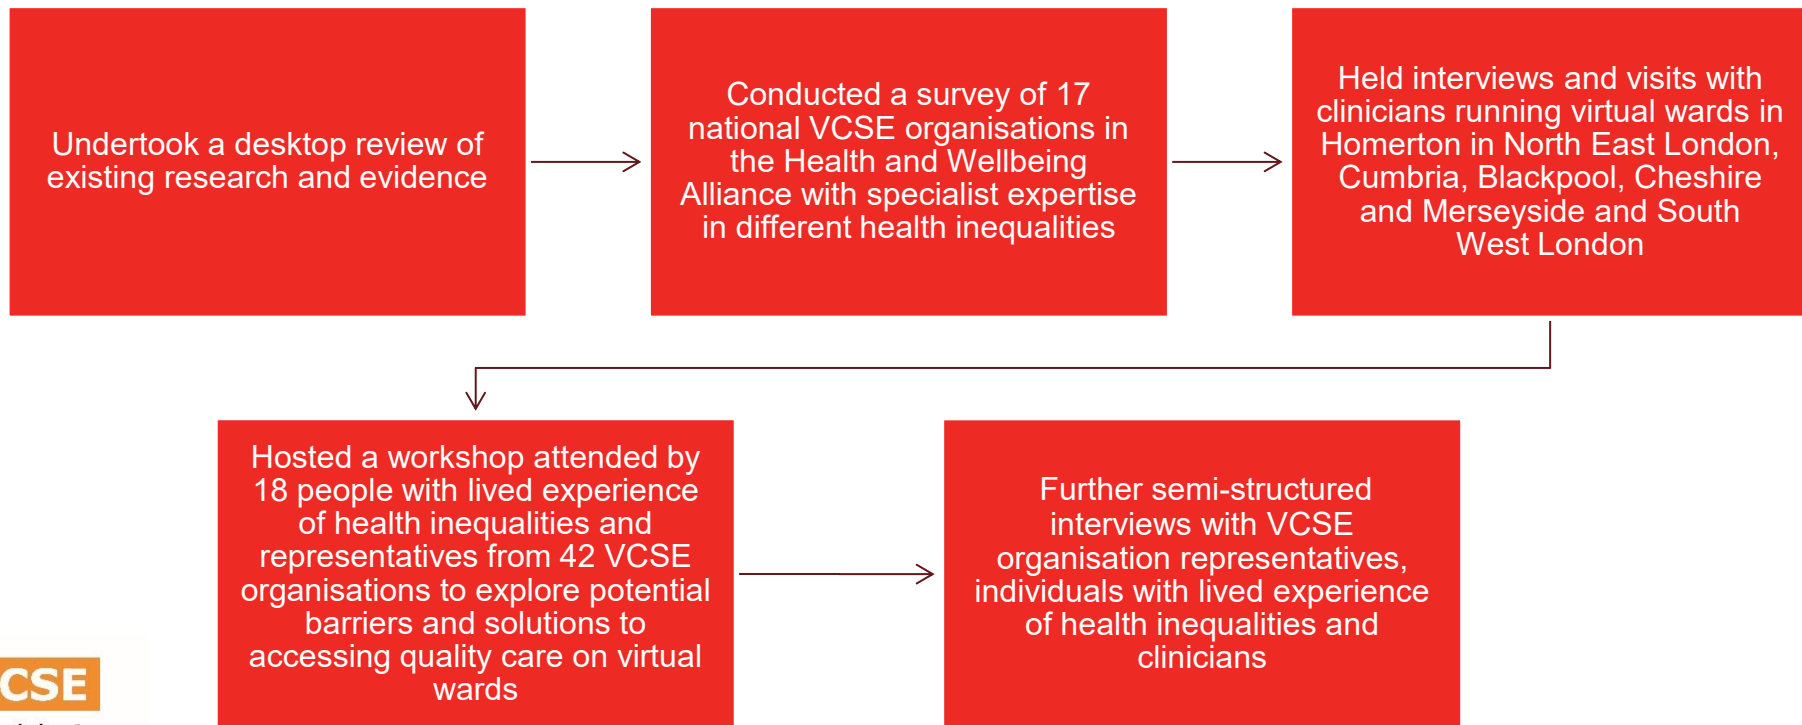 Undertook a desktop review of
existing research and evidence
Conducted a survey of 17
national VCSE organisations in
the Health and Wellbeing
Alliance with specialist expertise
in different health inequalities
Held interviews and visits with
clinicians running virtual wards in
Homerton in North East London,
Cumbria, Blackpool, Cheshire
and Merseyside and South
West London
Hosted a workshop attended by
18 people with lived experience
of health inequalities and
representatives from 42 VCSE
organisations to explore potential
barriers and solutions to
accessing quality care on virtual
wards
Further semi-structured
interviews with VCSE
organisation representatives,
individuals with lived experience
of health inequalities and
clinicians
CSE